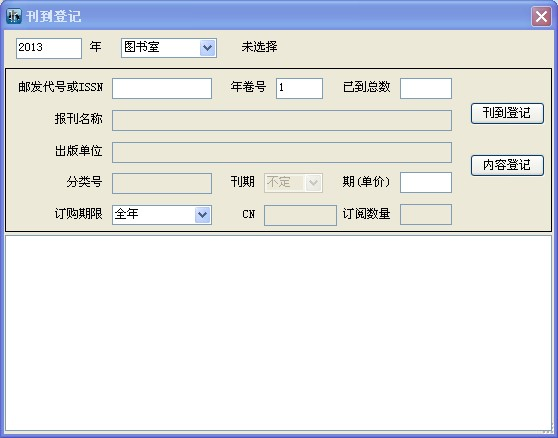 刊到登记
2013 年 图书室 未选择
邮发代号或ISSN 年卷号 1 已到总数
报刊名称 刊到登记
出版单位 内容登记
分类号 刊期 不定 期(单价)
订购期限 全年 CN 订阅数量